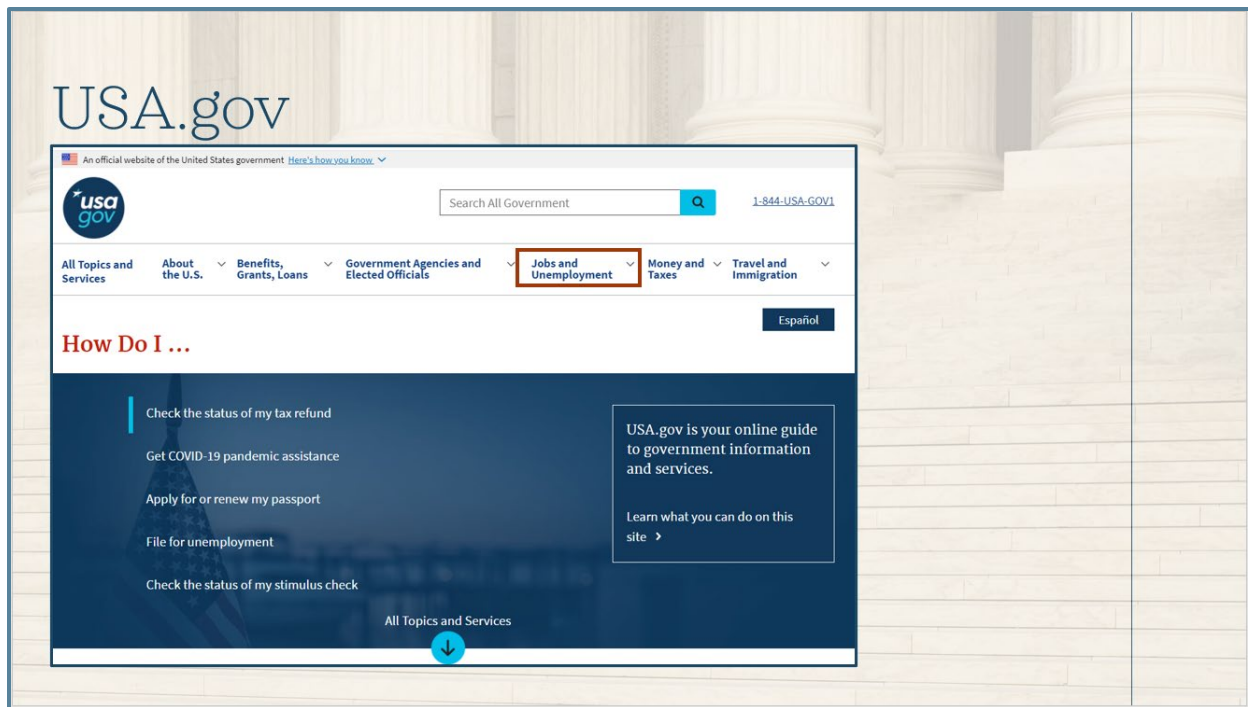 USA.gov
An official website of the United States government Here's how you know
usa
gov
Search All Government
1-844-USA-GOV1
All Topics and
Services
About
the U.S.
Benefits,
Grants, Loans
Government Agencies and
Elected Officials
Jobs and
Unemployment
Money and
Taxes
Travel and
Immigration
Español
How Do I ...
Check the status of my tax refund
Get COVID-19 pandemic assistance
Apply for or renew my passport
File for unemployment
Check the status of my stimulus check
USA.gov is your online guide
to government information
and services.
Learn what you can do on this
site
All Topics and Services